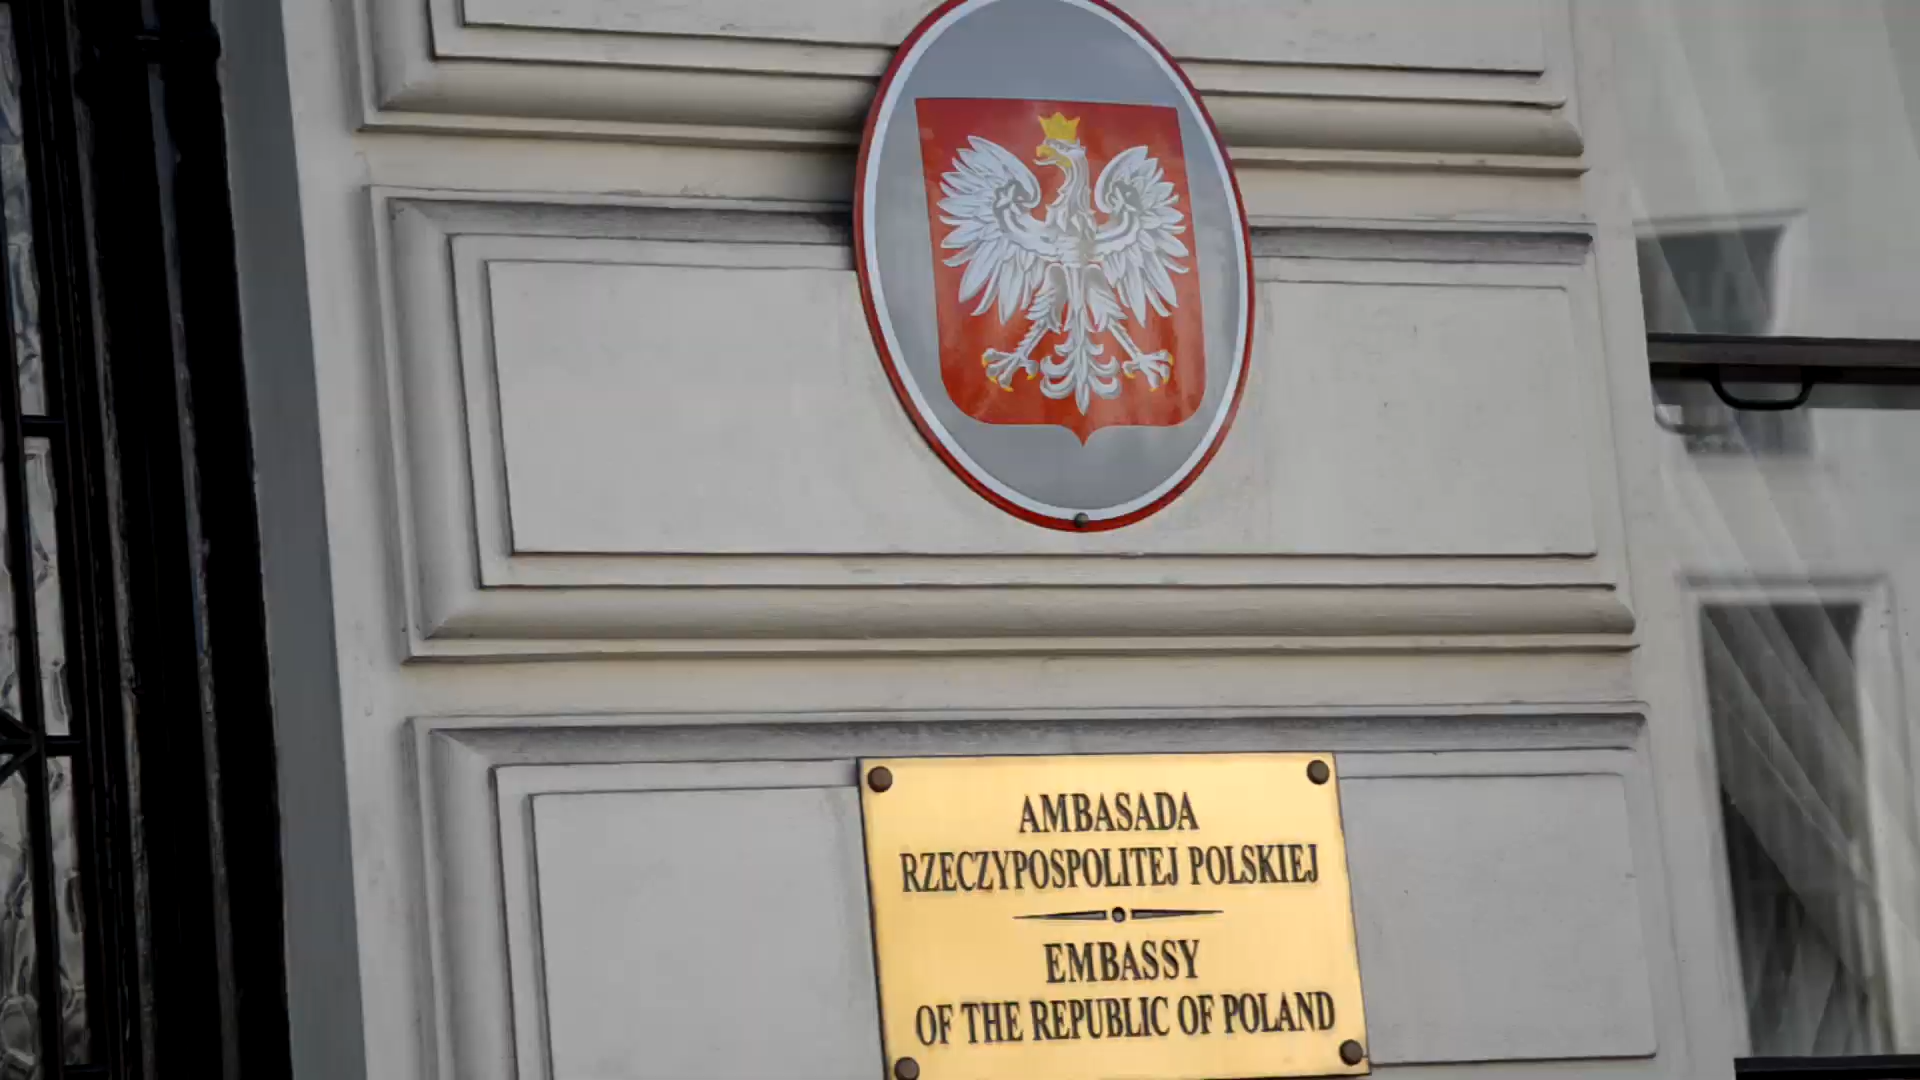 AMBASADA
RZECZYPOSPOLITEJ POLSKIEJ
EMBASSY
OF THE REPUBLIC OF POLAND